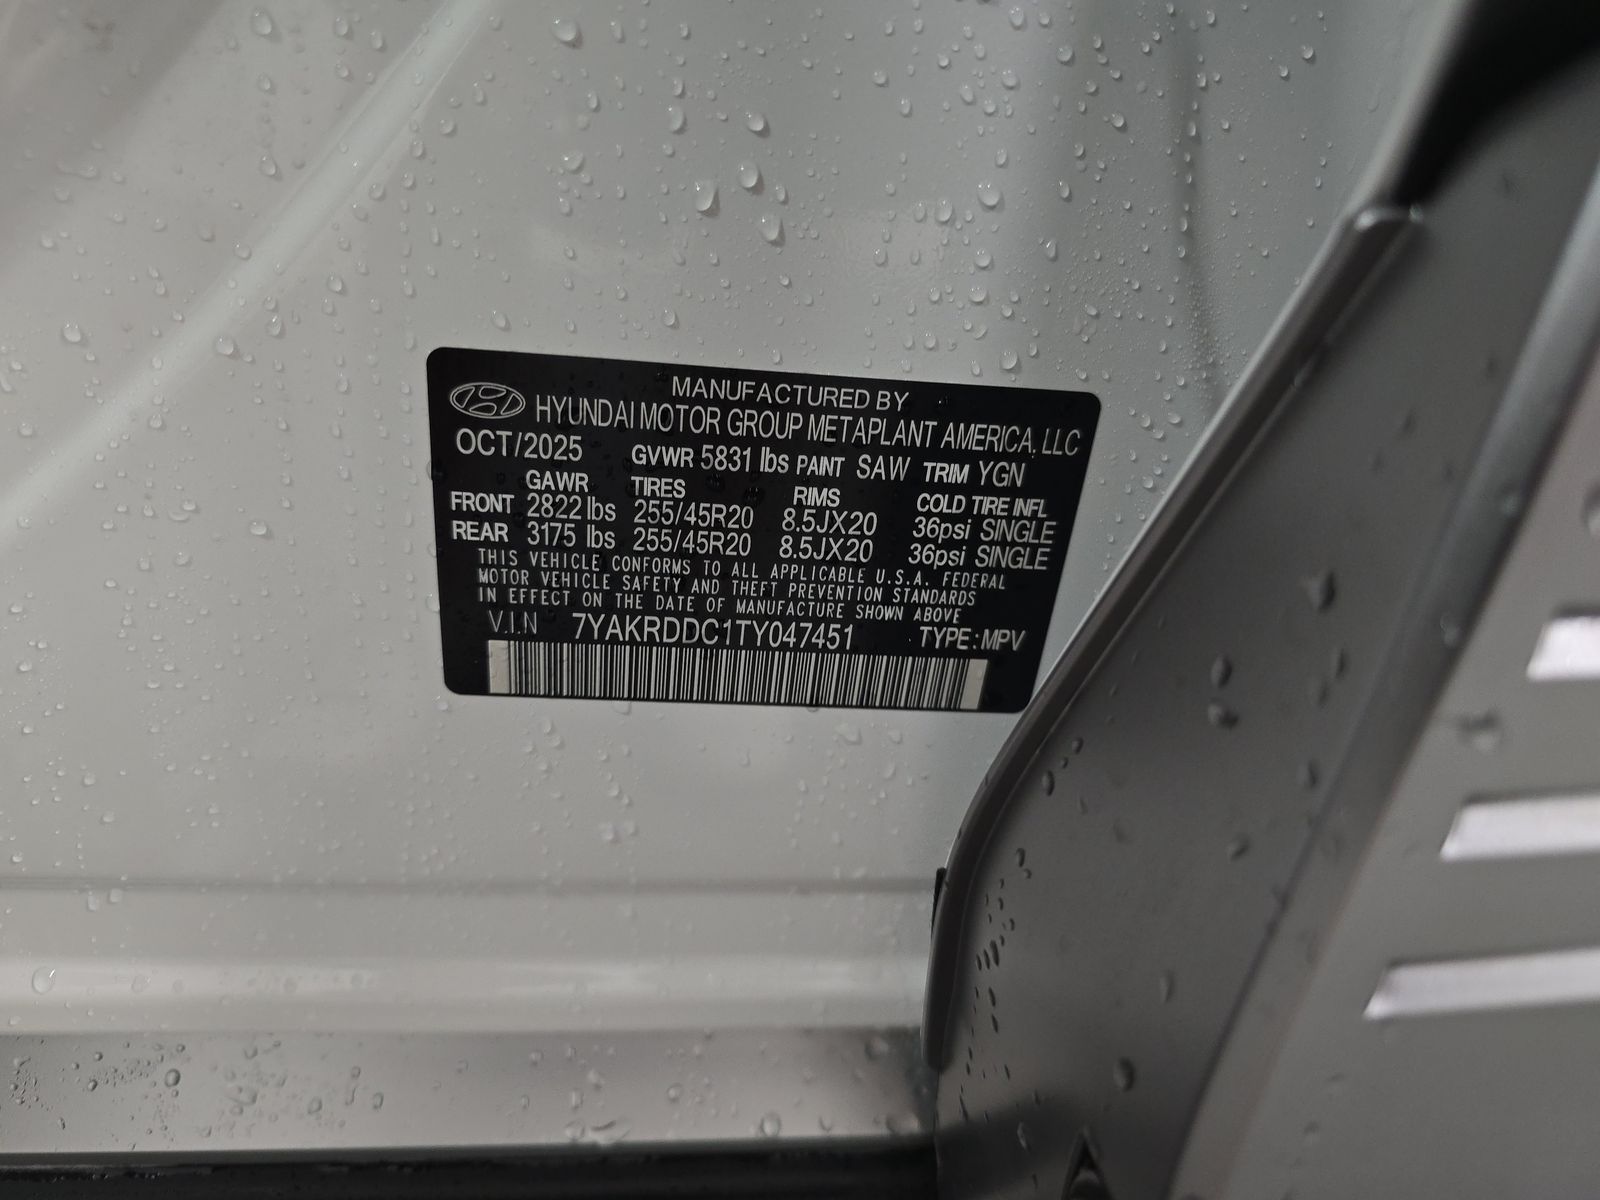 MANUFACTURED BY
HYUNDAI MOTOR GROUP METAPLANT AMERICA, LLC
OCT/2025 GVWR 5831 lbs PAINT SAW TRIM YGN
GAWR TIRES RIMS COLD TIRE INFL
FRONT 2822 lbs 255/45R20 8.5JX20 36psi SINGLE
REAR 3175 lbs 255/45R20 8.5JX20 36psi SINGLE
THIS VEHICLE CONFORMS TO ALL APPLICABLE U.S.A. FEDERAL
MOTOR VEHICLE SAFETY AND THEFT PREVENTION STANDARDS
IN EFFECT ON THE DATE OF MANUFACTURE SHOWN ABOVE
V.I.N 7YAKRDDC1TY047451 TYPE:MPV